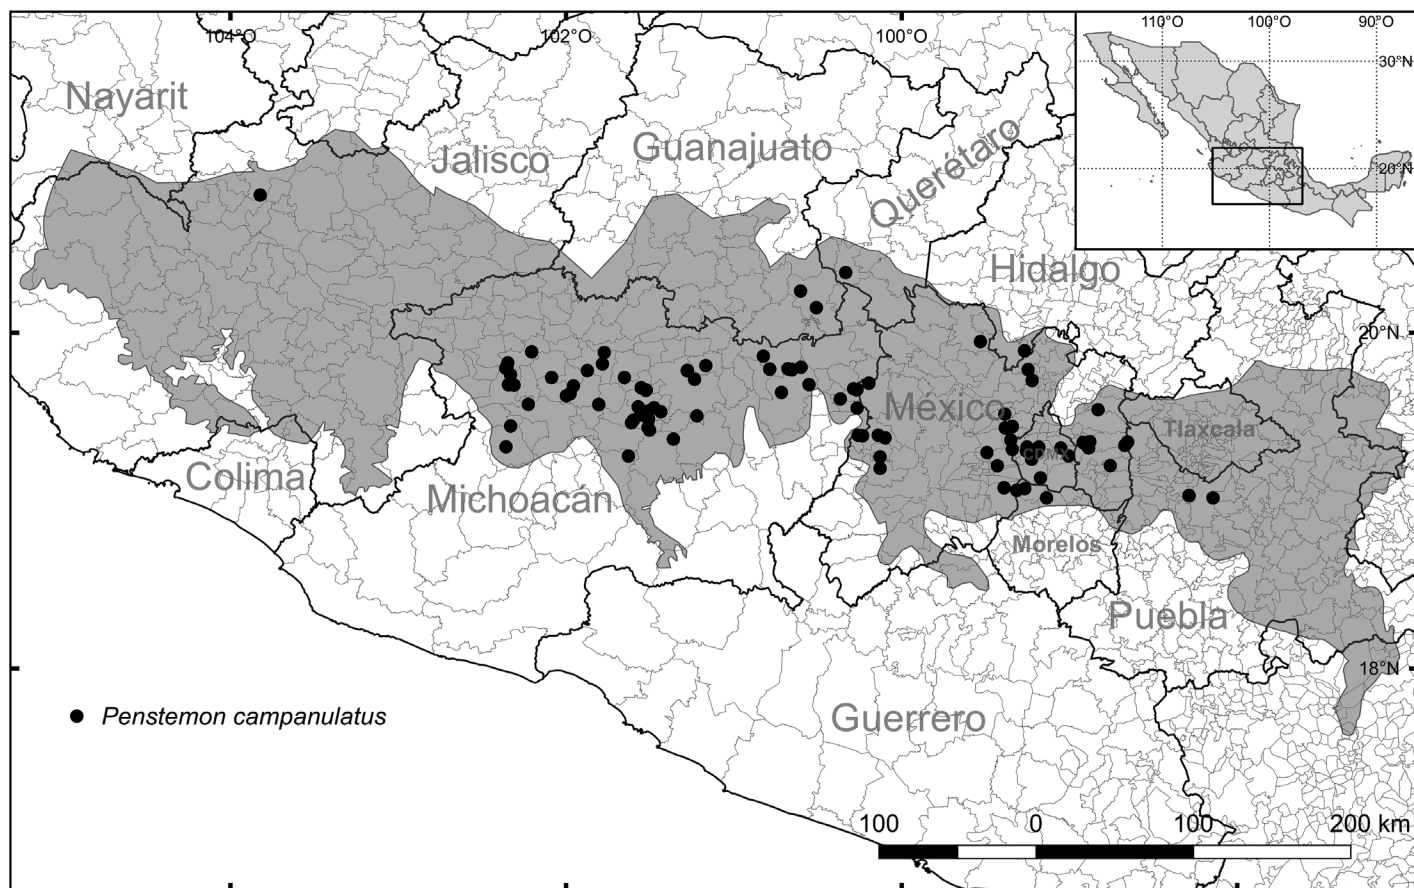 104°O
102°O
100°O
110°O
100°O
90°O
30°N
20°N
Nayarit
Jalisco
Guanajuato
Querétaro
Hidalgo
20°N
México
Tlaxcala
CDMX
Colima
Michoacán
Morelos
Puebla
18°N
Penstemon campanulatus
Guerrero
100 0 100 200 km